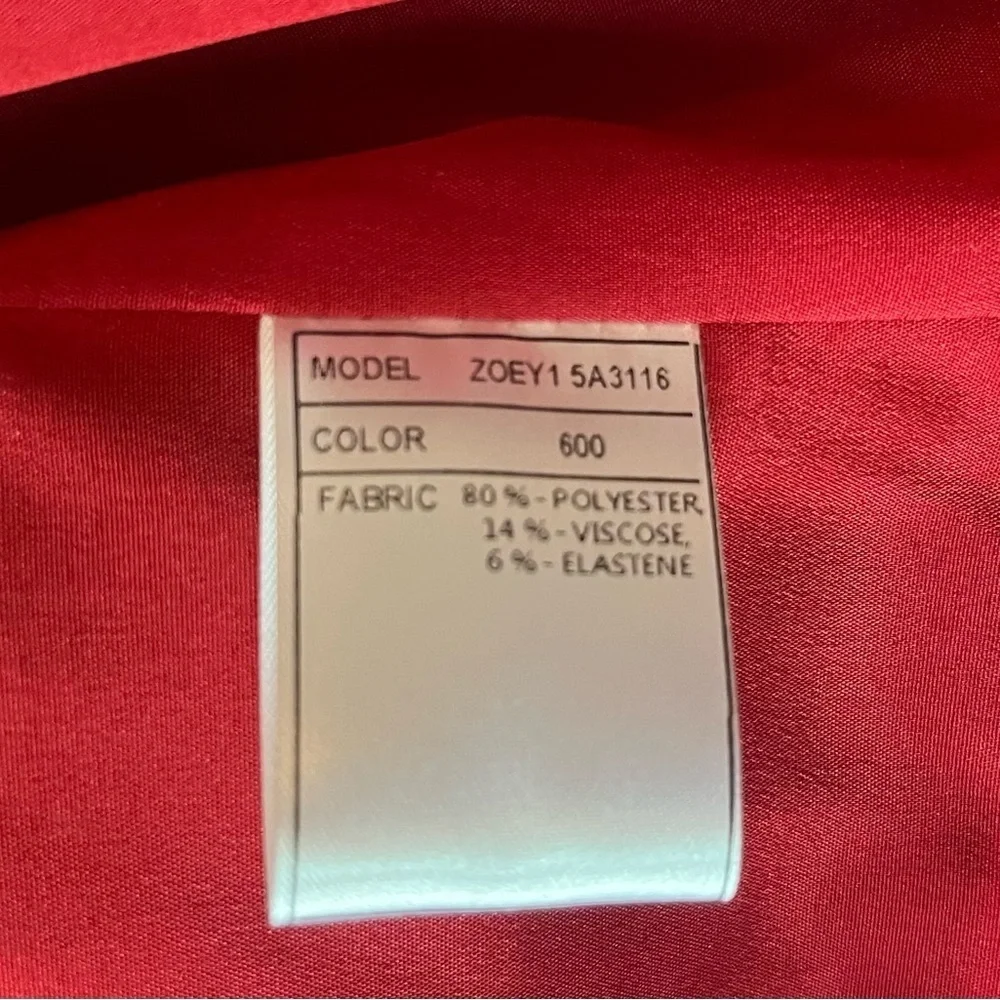 MODEL ZOEY1 5A3116
COLOR 600
FABRIC 80 % - POLYESTER,
14 % - VISCOSE,
6 % - ELASTENE